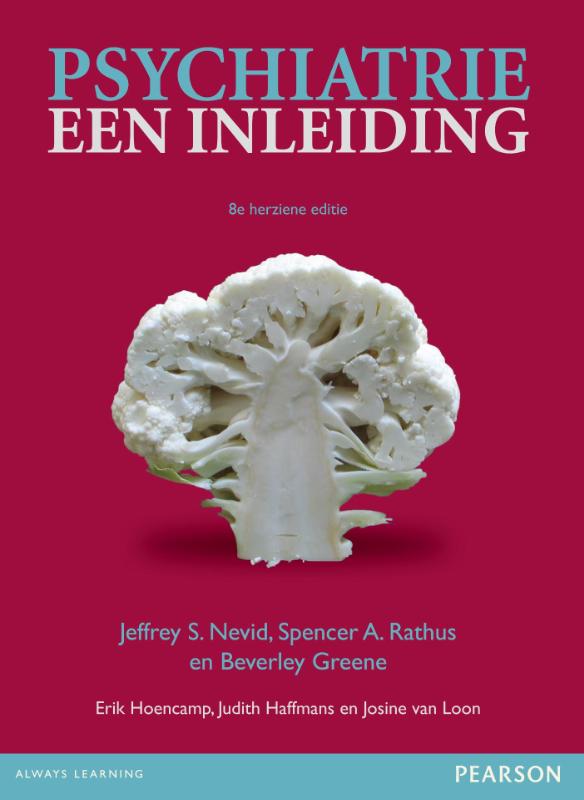 PSYCHIATRIE
EEN INLEIDING
8e herziene editie
Jeffrey S. Nevid, Spencer A. Rathus
en Beverley Greene
Erik Hoencamp, Judith Haffmans en Josine van Loon
ALWAYS LEARNING
PEARSON